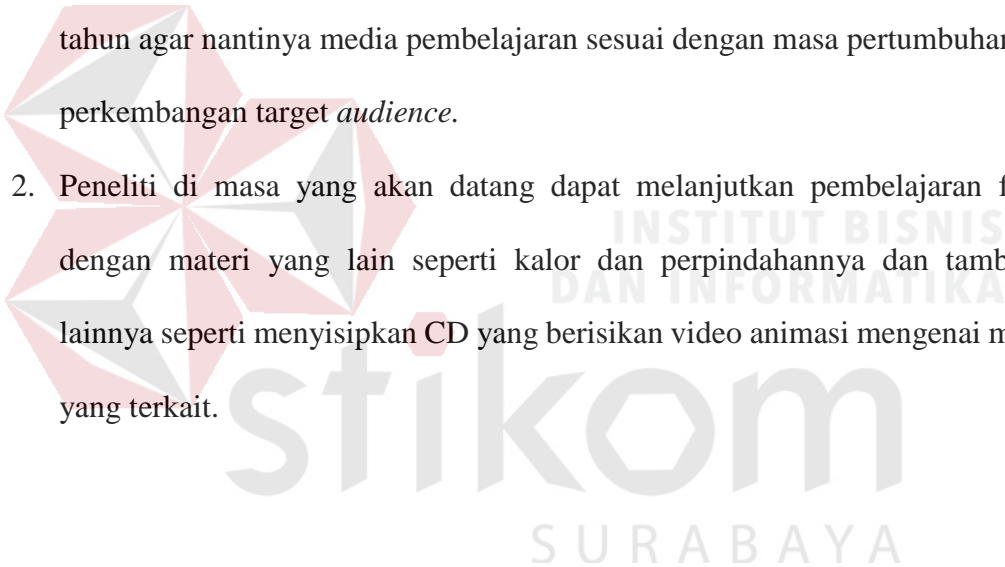 tahun agar nantinya media pembelajaran sesuai dengan masa pertumbuhan
perkembangan target audience.
2. Peneliti di masa yang akan datang dapat melanjutkan pembelajaran
dengan materi yang lain seperti kalor dan perpindahannya dan
lainnya seperti menyisipkan CD yang berisikan video animasi mengenai
yang terkait.
INSTITUT BISNIS
DAN INFORMATIKA
stikom
SURABAYA